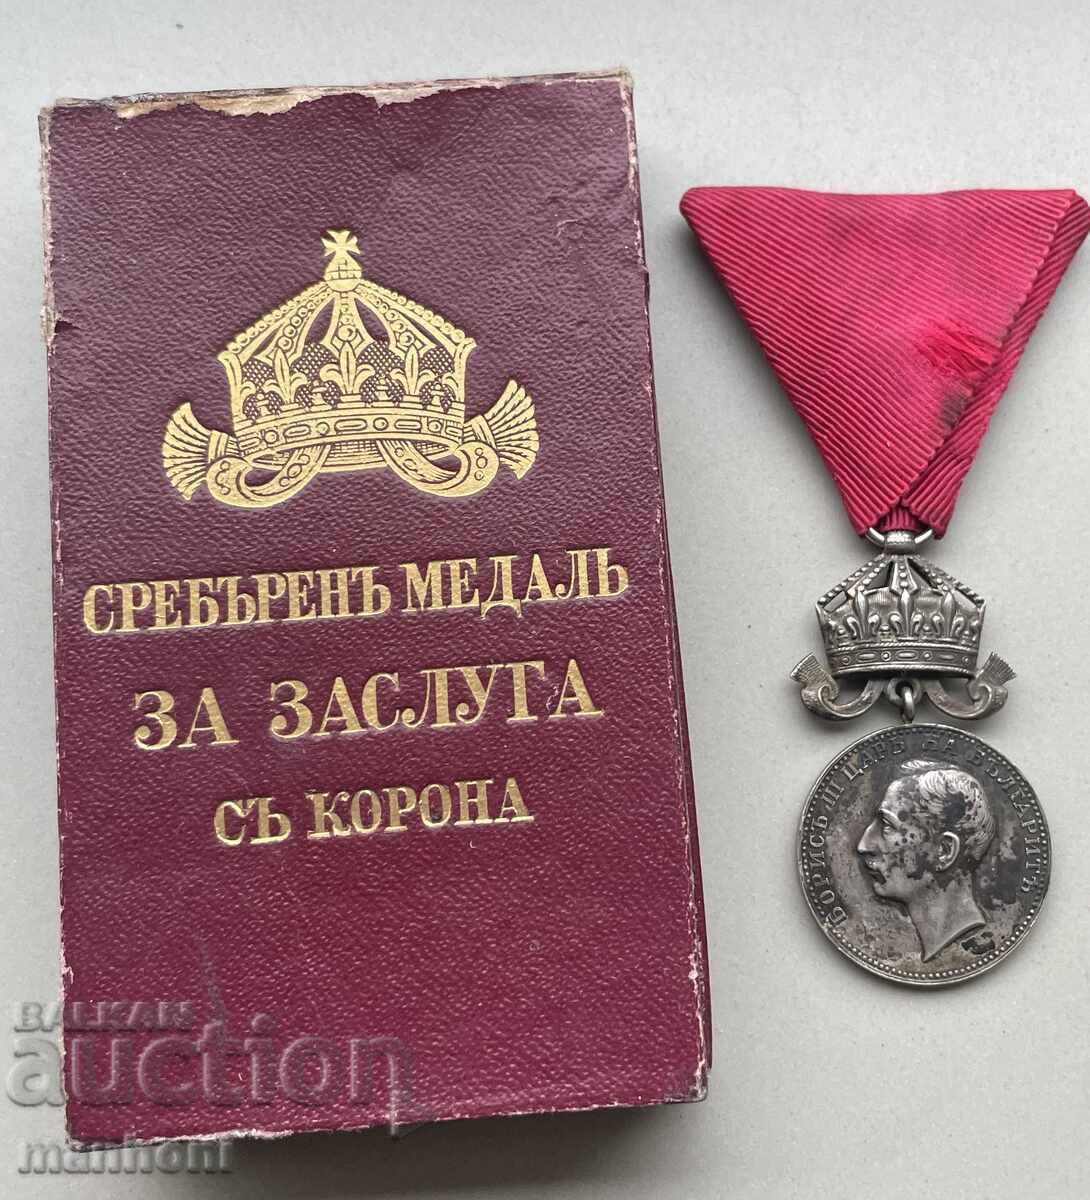 СРЕБЪРЕНЪ МЕДАЛЬ
ЗА ЗАСЛУГА
СЪ КОРОНА
БОРИСЪ III ЦАРЬ НА БЪЛГАРИТѢ
BALKAN
auction
manhoni